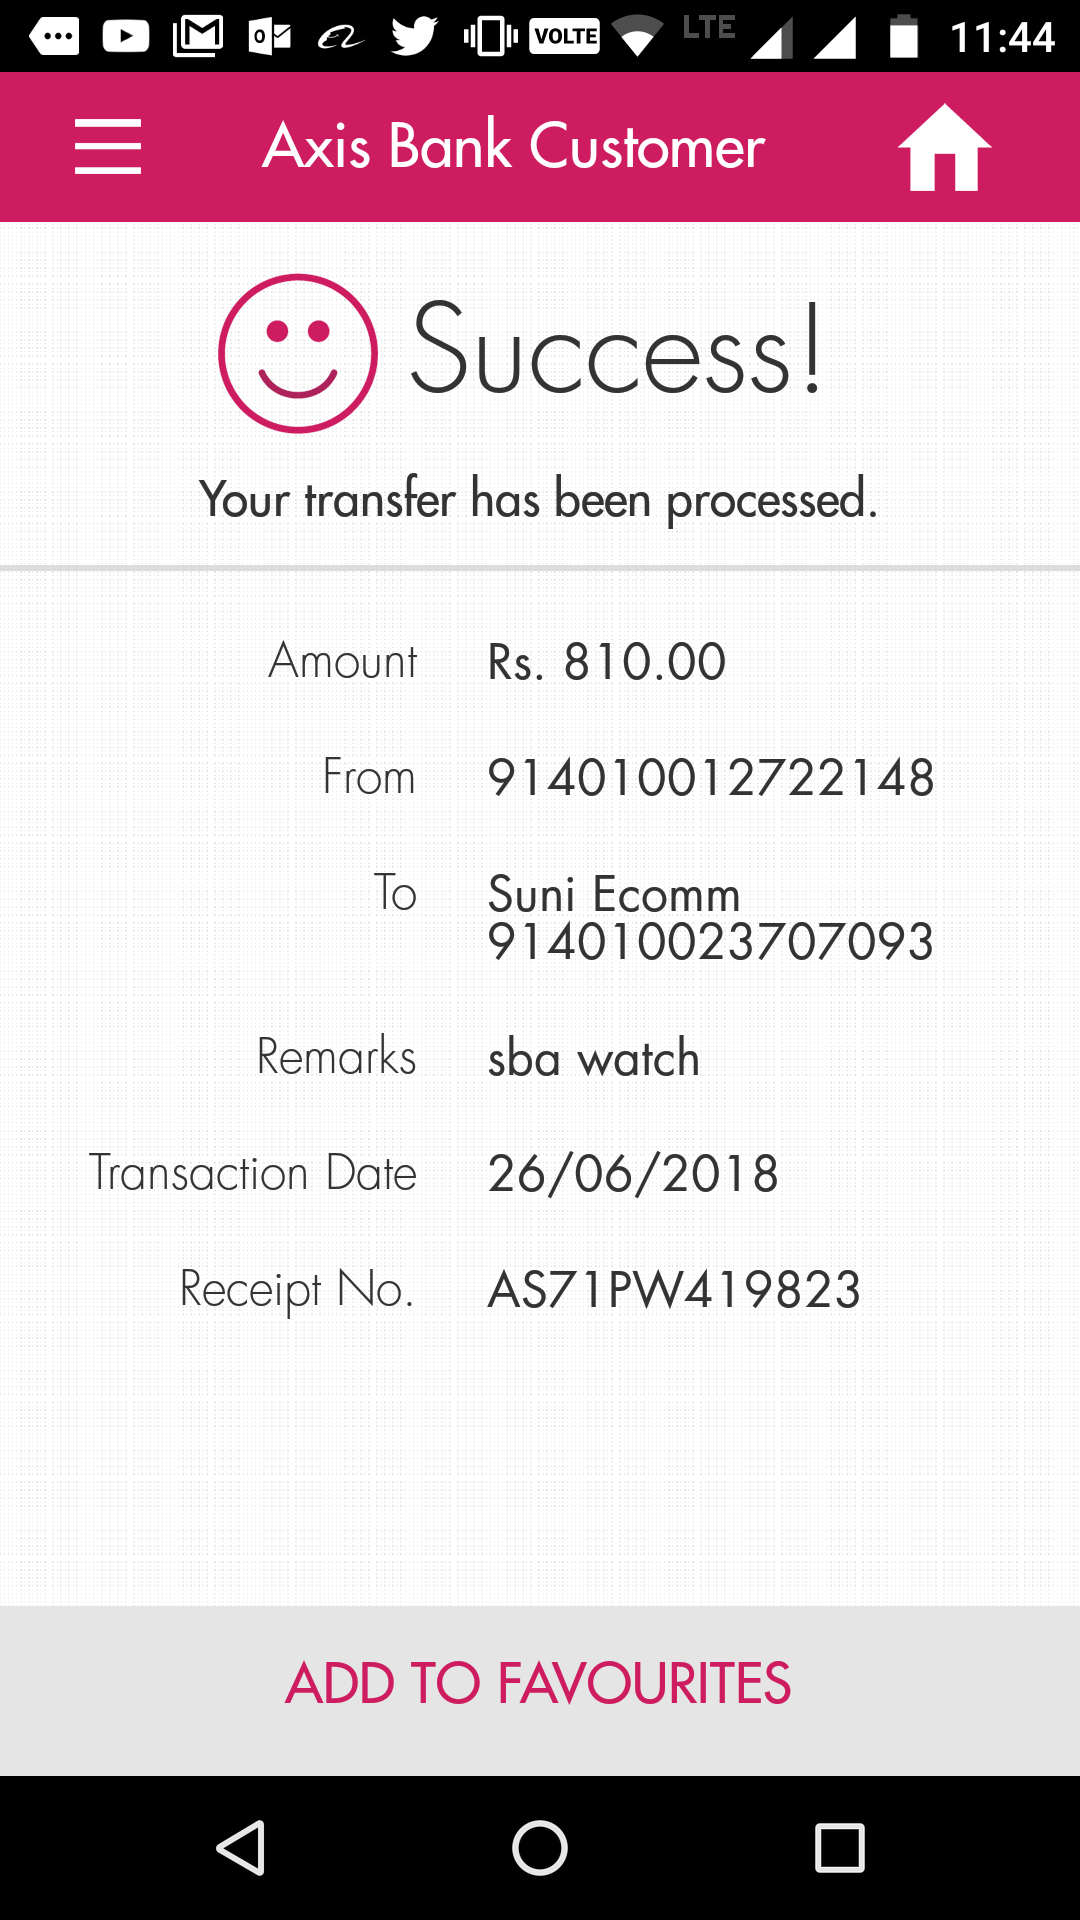 VOLTE LTE 11:44
Axis Bank Customer
Success!
Your transfer has been processed.
Amount Rs. 810.00
From 914010012722148
To Suni Ecomm
914010023707093
Remarks sba watch
Transaction Date 26/06/2018
Receipt No. AS71PW419823
ADD TO FAVOURITES